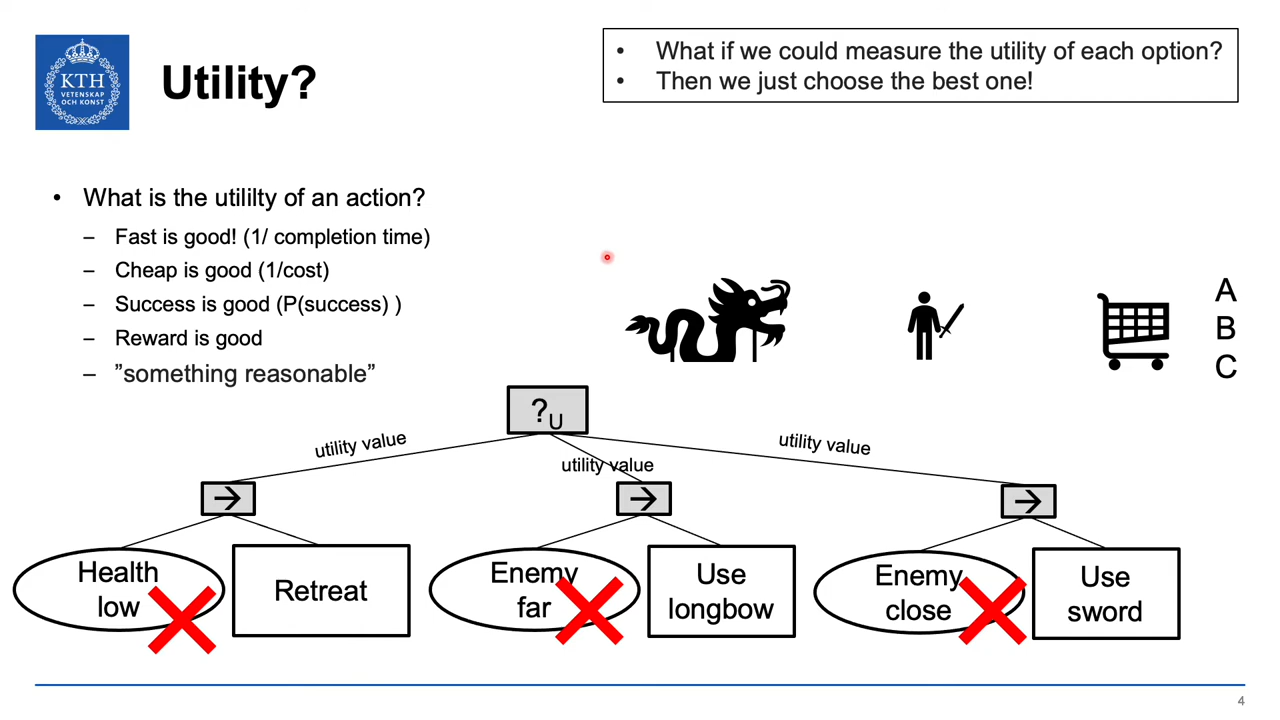 KTH
VETENSKAP
OCH KONST
Utility?
• What if we could measure the utility of each option?
• Then we just choose the best one!
• What is the utililty of an action?
– Fast is good! (1/ completion time)
– Cheap is good (1/cost)
– Success is good (P(success) )
– Reward is good
– ”something reasonable”
A
B
C
?U
utility value
utility value
utility value
→
→
→
Health
low
Retreat
Enemy
far
Use
longbow
Enemy
close
Use
sword
4